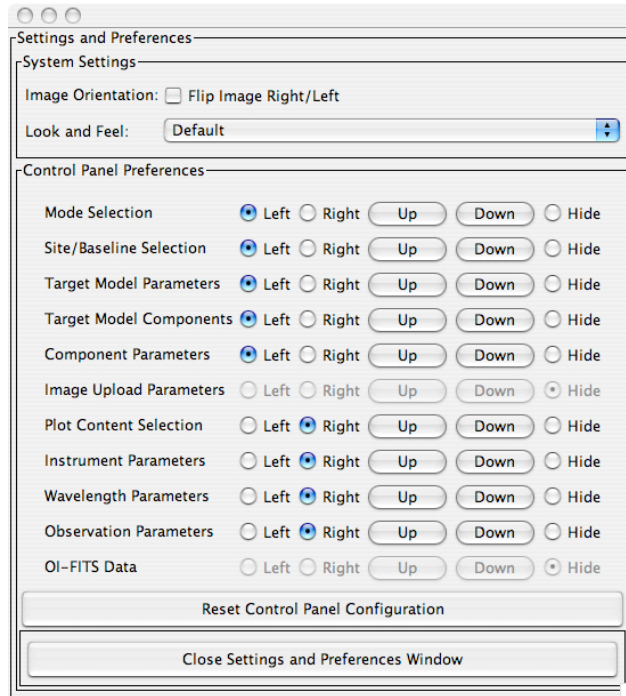 Settings and Preferences
System Settings
Image Orientation: Flip Image Right/Left
Look and Feel: Default
Control Panel Preferences
Mode Selection Left Right Up Down Hide
Site/Baseline Selection Left Right Up Down Hide
Target Model Parameters Left Right Up Down Hide
Target Model Components Left Right Up Down Hide
Component Parameters Left Right Up Down Hide
Image Upload Parameters Left Right Up Down Hide
Plot Content Selection Left Right Up Down Hide
Instrument Parameters Left Right Up Down Hide
Wavelength Parameters Left Right Up Down Hide
Observation Parameters Left Right Up Down Hide
OI-FITS Data Left Right Up Down Hide
Reset Control Panel Configuration
Close Settings and Preferences Window